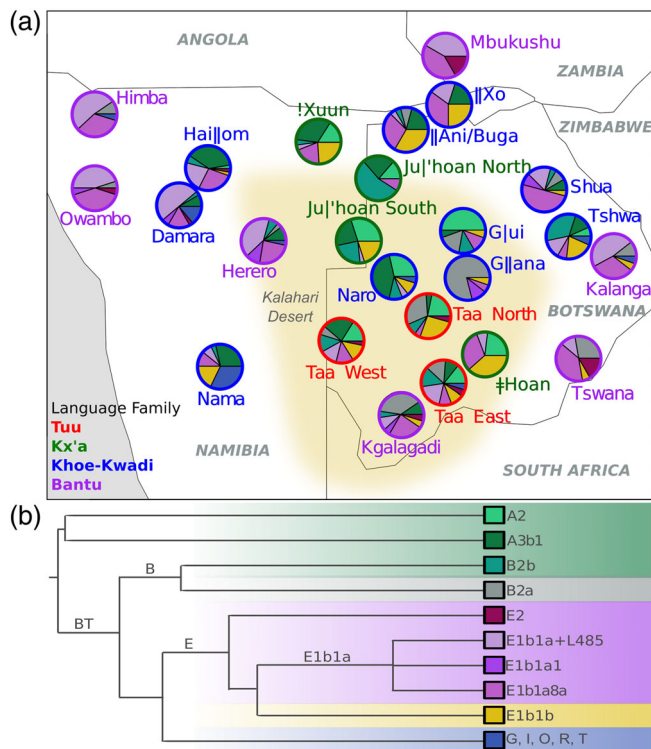 (a)
ANGOLA
Mbukushu
ZAMBIA
Himba
ǃXuun
ǁXo
ZIMBABWE
Haiǁom
ǁAni/Buga
Ju|'hoan North
Shua
Owambo
Ju|'hoan South
Tshwa
Damara
G|ui
Herero
Kalahari
Desert
Naro
Gǁana
Kalanga
BOTSWANA
Taa North
Taa West
ǂHoan
Nama
Tswana
Taa East
Language Family
Tuu
Kx'a
Khoe-Kwadi
Bantu
NAMIBIA
Kgalagadi
SOUTH AFRICA
(b)
A2
A3b1
B
B2b
B2a
BT
E2
E
E1b1a+L485
E1b1a
E1b1a1
E1b1a8a
E1b1b
G, I, O, R, T